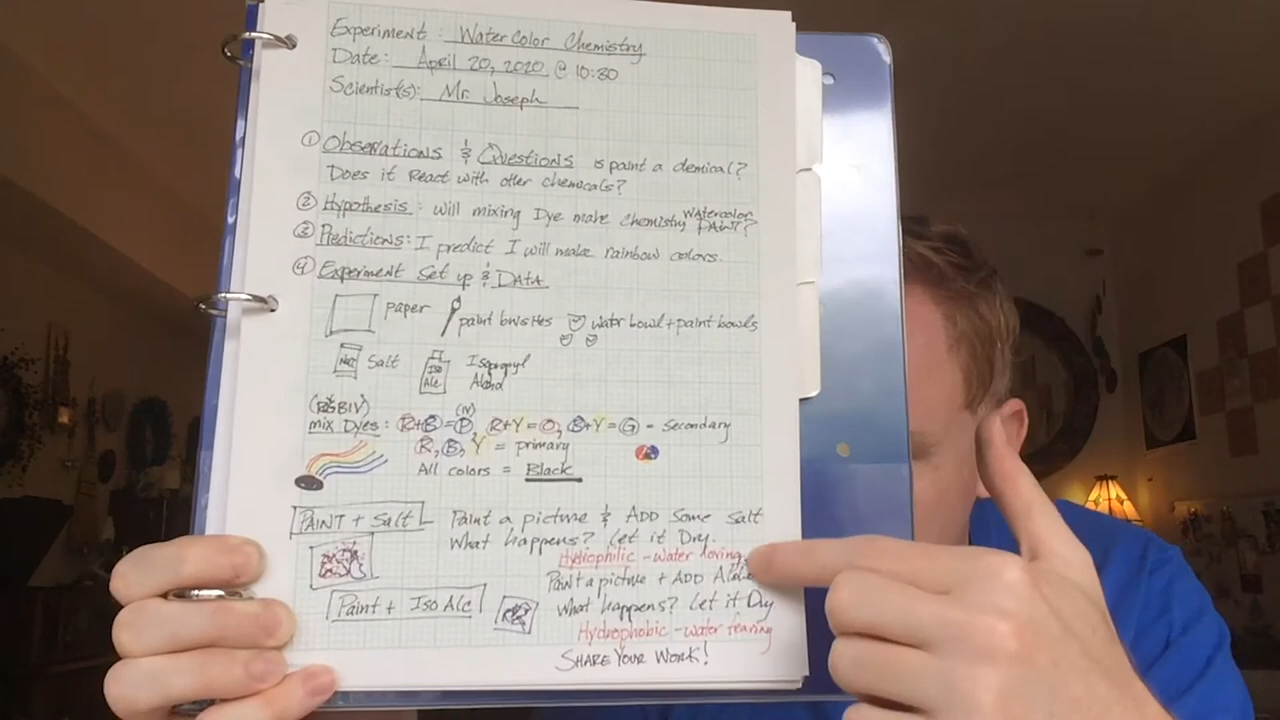 Experiment: Water Color Chemistry
Date: April 20, 2020 @ 10:30
Scientist(s): Mr. Joseph
① Observations & Questions is paint a chemical?
Does it React with other chemicals?
② Hypothesis: will mixing Dye make chemistry watercolor PAINT?
③ Predictions: I predict I will make rainbow colors.
④ Experiment Set up & DATA
paper paint brushes water bowl + paint bowls
NaCl Salt ISO Alc Isopropyl
(RGBIV) (IV)
mix Dyes: R+B=P, R+Y=O, B+Y=G = Secondary
R, B, Y = primary
All colors = Black
PAINT + Salt Paint a picture & ADD Some salt
What happens? Let it Dry.
Hydrophilic - water loving
Paint a picture + ADD
Paint + Iso Alc What happens? Let it Dry
Hydrophobic - water fearing
SHARE YOUR WORK!